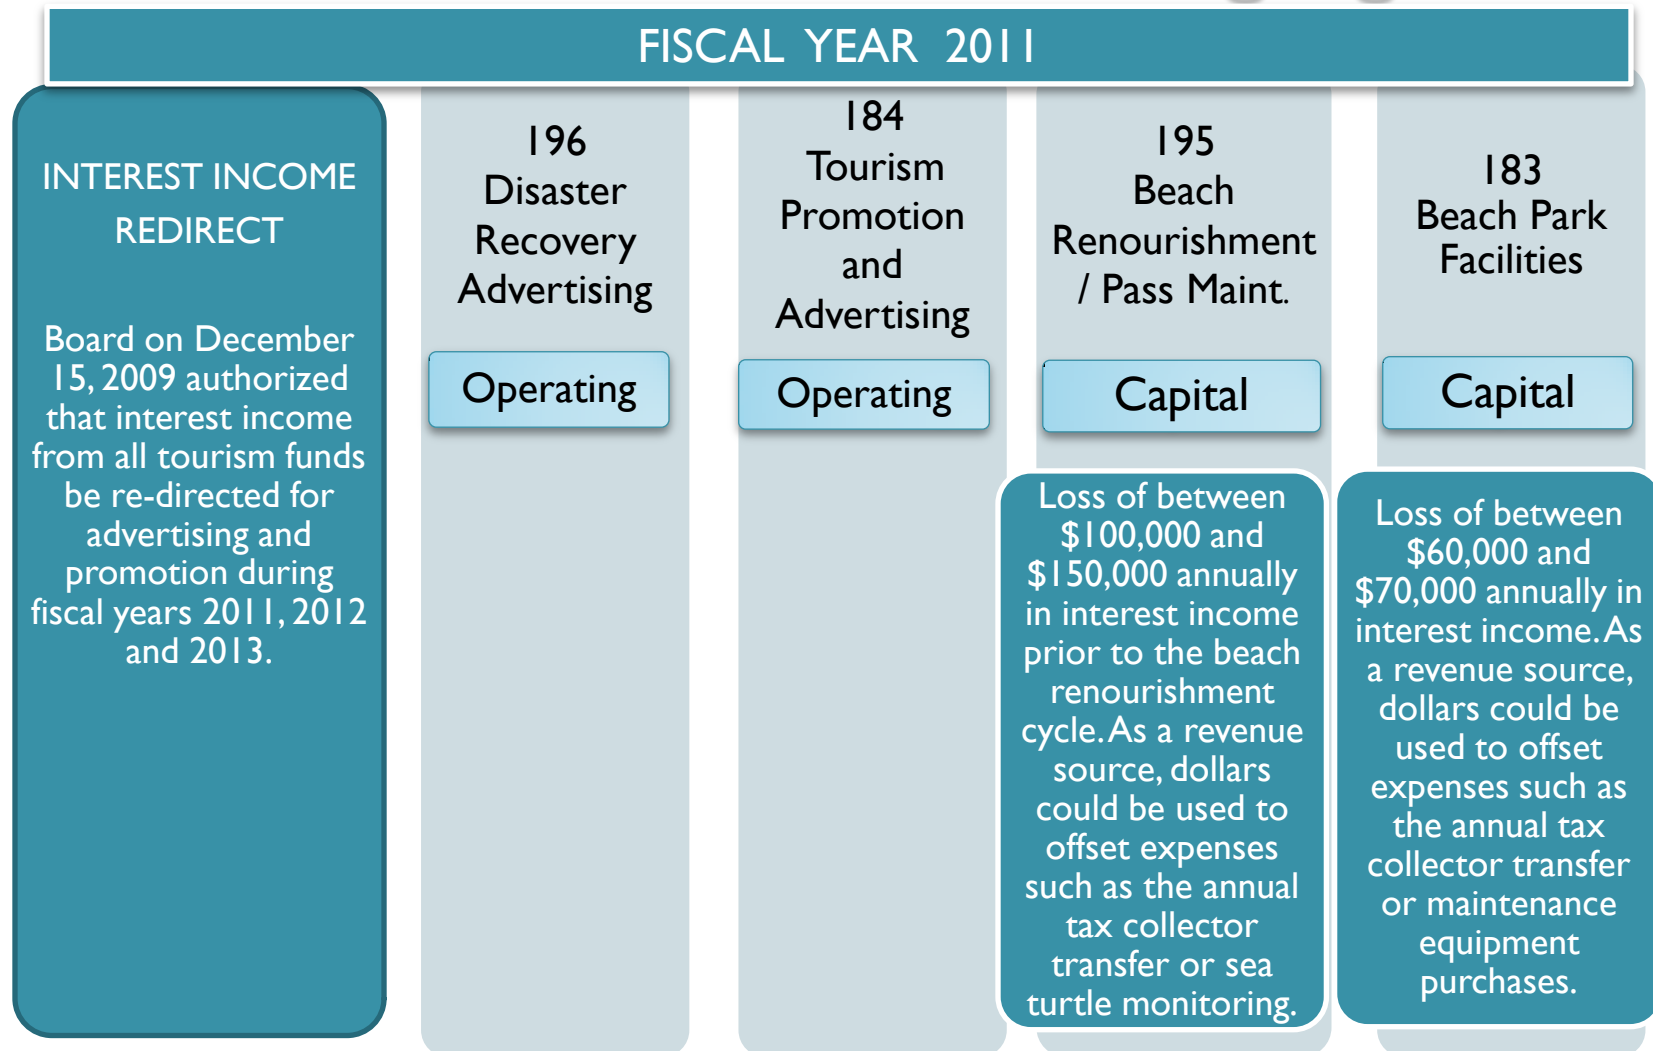 FISCAL YEAR 2011
INTEREST INCOME
REDIRECT
Board on December
15, 2009 authorized
that interest income
from all tourism funds
be re-directed for
advertising and
promotion during
fiscal years 2011, 2012
and 2013.
196
Disaster
Recovery
Advertising
Operating
184
Tourism
Promotion
and
Advertising
Operating
195
Beach
Renourishment
/ Pass Maint.
Capital
Loss of between
$100,000 and
$150,000 annually
in interest income
prior to the beach
renourishment
cycle. As a revenue
source, dollars
could be used to
offset expenses
such as the annual
tax collector
transfer or sea
turtle monitoring.
183
Beach Park
Facilities
Capital
Loss of between
$60,000 and
$70,000 annually in
interest income. As
a revenue source,
dollars could be
used to offset
expenses such as
the annual tax
collector transfer
or maintenance
equipment
purchases.